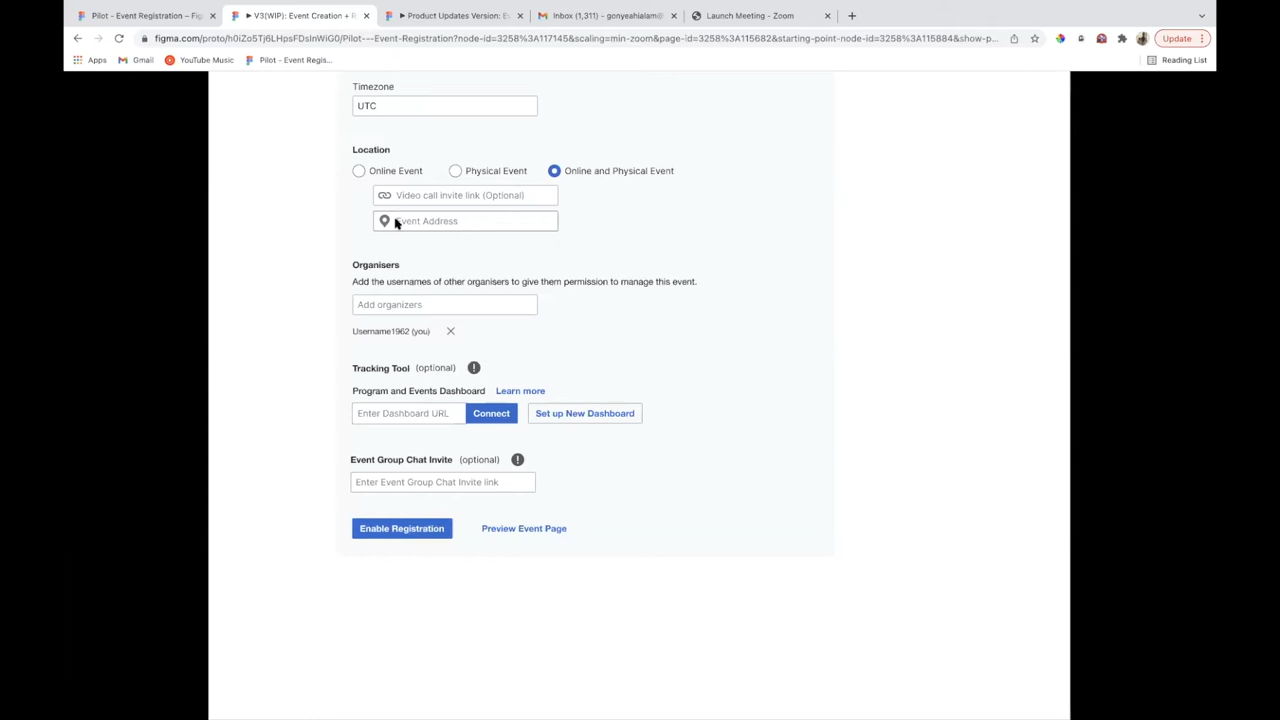 Pilot - Event Registration – Fig
V3(WIP): Event Creation + R
Product Updates Version: Ev
Inbox (1,311) - gonyeahialam@
Launch Meeting - Zoom
figma.com/proto/h0iZo5Tj6LHpsFDsInWiG0/Pilot---Event-Registration?node-id=3258%3A117145&scaling=min-zoom&page-id=3258%3A115682&starting-point-node-id=3258%3A115884&show-p...
Update
Apps
Gmail
YouTube Music
Pilot - Event Regis...
Reading List
Timezone
UTC
Location
Online Event
Physical Event
Online and Physical Event
Video call invite link (Optional)
Event Address
Organisers
Add the usernames of other organisers to give them permission to manage this event.
Add organizers
Username1962 (you)
Tracking Tool (optional)
Program and Events Dashboard Learn more
Enter Dashboard URL
Connect
Set up New Dashboard
Event Group Chat Invite (optional)
Enter Event Group Chat Invite link
Enable Registration
Preview Event Page